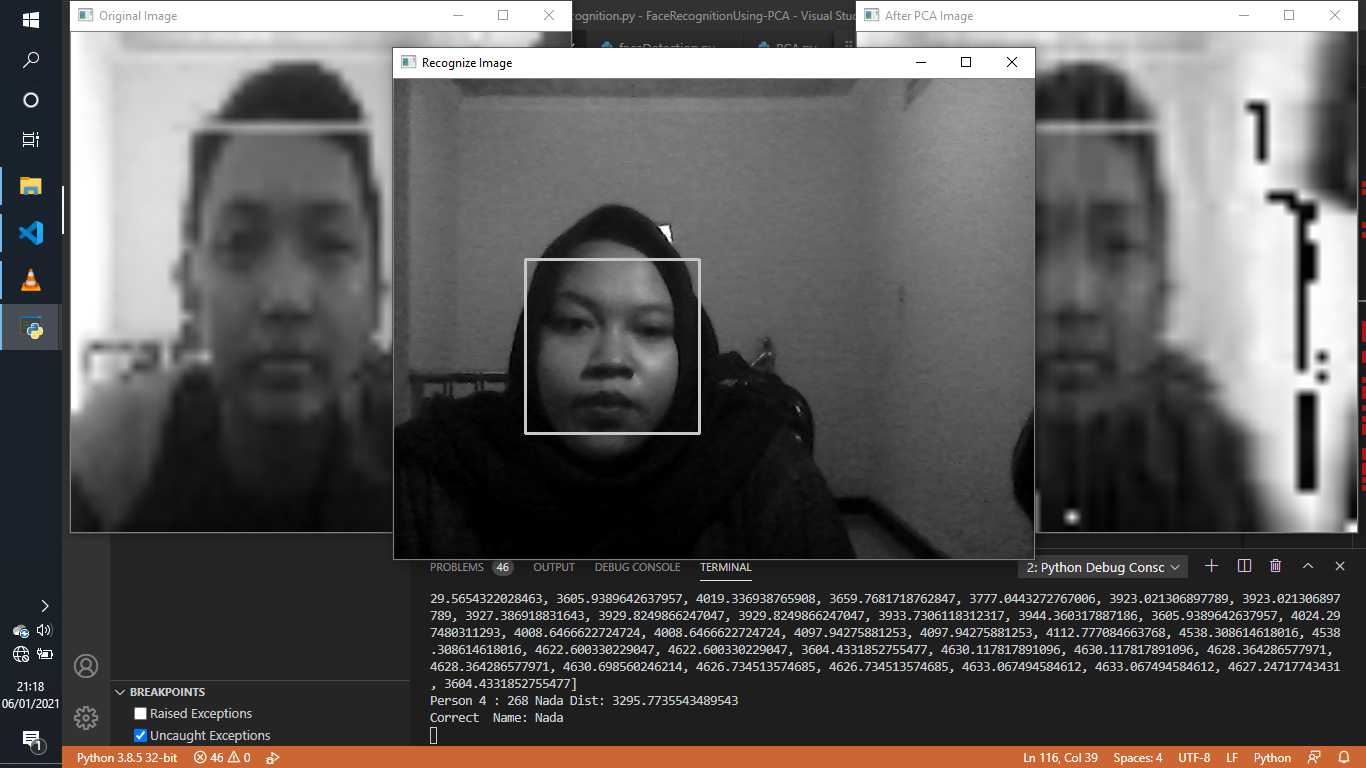 Original Image
cognition.py - FaceRecognitionUsing-PCA - Visual Stud
After PCA Image
faceDetection.py
PCA.py
Recognize Image
PROBLEMS 46 OUTPUT DEBUG CONSOLE TERMINAL 2: Python Debug Consc
29.5654322028463, 3605.9389642637957, 4019.336938765908, 3659.7681718762847, 3777.0443272767006, 3923.021306897789, 3923.021306897
789, 3927.386918831643, 3929.8249866247047, 3929.8249866247047, 3933.7306118312317, 3944.360317887186, 3605.9389642637957, 4024.29
7480311293, 4008.6466622724724, 4008.6466622724724, 4097.94275881253, 4097.94275881253, 4112.777084663768, 4538.308614618016, 4538
.308614618016, 4622.600330229047, 4622.600330229047, 3604.4331852755477, 4630.117817891096, 4630.117817891096, 4628.364286577971,
4628.364286577971, 4630.698560246214, 4626.734513574685, 4626.734513574685, 4633.067494584612, 4633.067494584612, 4627.24717743431
, 3604.4331852755477]
Person 4 : 268 Nada Dist: 3295.7735543489543
Correct  Name: Nada
BREAKPOINTS
Raised Exceptions
Uncaught Exceptions
21:18
06/01/2021
1
Python 3.8.5 32-bit 46 0 Ln 116, Col 39 Spaces: 4 UTF-8 LF Python